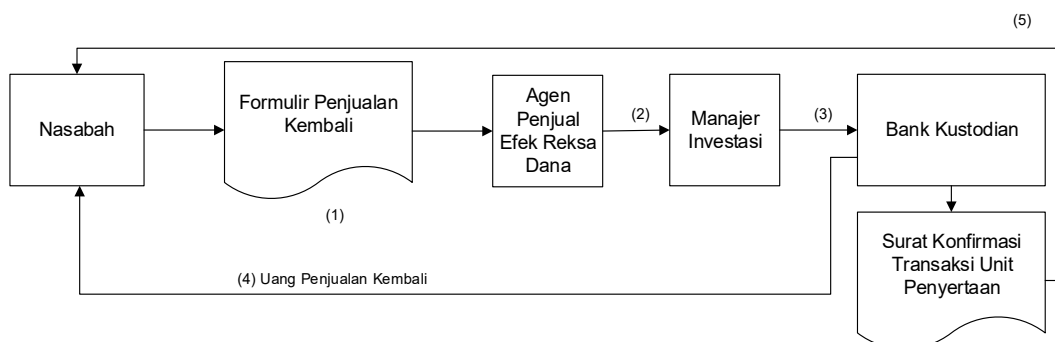 (5)
Nasabah
Formulir Penjualan
Kembali
(1)
Agen
Penjual
Efek Reksa
Dana
(2)
Manajer
Investasi
(3)
Bank Kustodian
Surat Konfirmasi
Transaksi Unit
Penyertaan
(4) Uang Penjualan Kembali